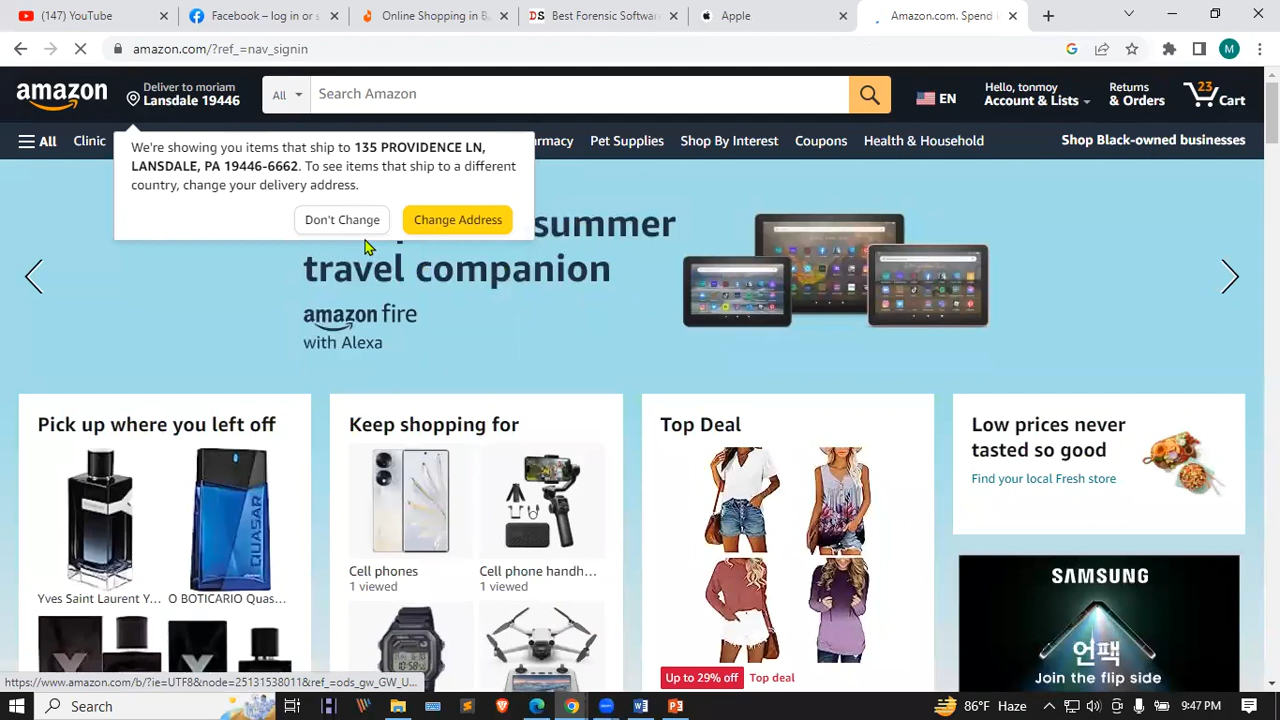 (147) YouTube
Facebook – log in or s
Online Shopping in B
DS Best Forensic Softwar
Apple
Amazon.com. Spend
amazon.com/?ref_=nav_signin
M
amazon
Deliver to moriam
Lansdale 19446
All
Search Amazon
EN
Hello, tonmoy
Account & Lists
Returns
& Orders
23
Cart
All
Clinic
rmacy
Pet Supplies
Shop By Interest
Coupons
Health & Household
Shop Black-owned businesses
We're showing you items that ship to 135 PROVIDENCE LN,
LANSDALE, PA 19446-6662. To see items that ship to a different
country, change your delivery address.
Don't Change
Change Address
summer
travel companion
amazon fire
with Alexa
Pick up where you left off
Yves Saint Laurent Y...
O BOTICARIO Quas...
QUASAR
Keep shopping for
Cell phones
1 viewed
Cell phone handh...
1 viewed
10:58
Top Deal
Up to 29% off
Top deal
Low prices never
tasted so good
Find your local Fresh store
SAMSUNG
언팩
Join the flip side
https://www.amazon.com/b/?ie=UTF8&node=25131538011&ref_=ods_gw_GW_U...
Search
86°F Haze
9:47 PM